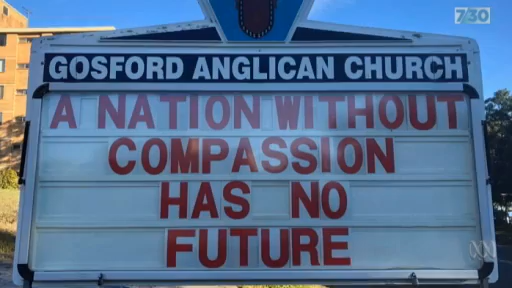 7.30
GOSFORD ANGLICAN CHURCH
A NATION WITHOUT
COMPASSION
HAS NO
FUTURE